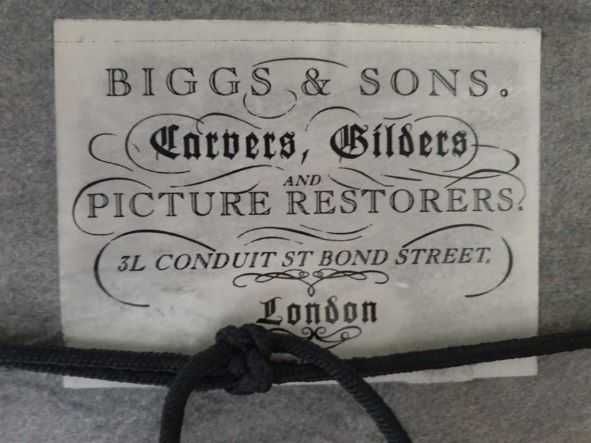 BIGGS & SONS.
Carvers, Gilders
AND
PICTURE RESTORERS.
3L CONDUIT ST BOND STREET,
London